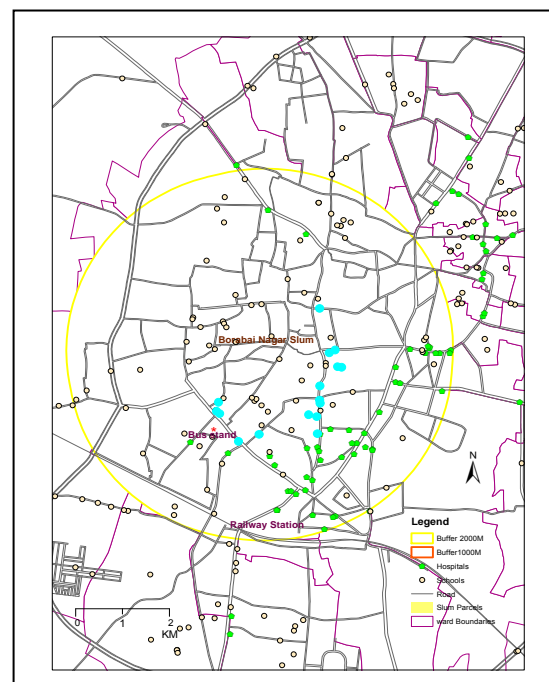 Borabai Nagar Slum
Bus stand
Railway Station
Legend
Buffer 2000M
Buffer1000M
Hospitals
Schools
Road
Slum Parcels
ward Boundaries
N
0 1 2
KM